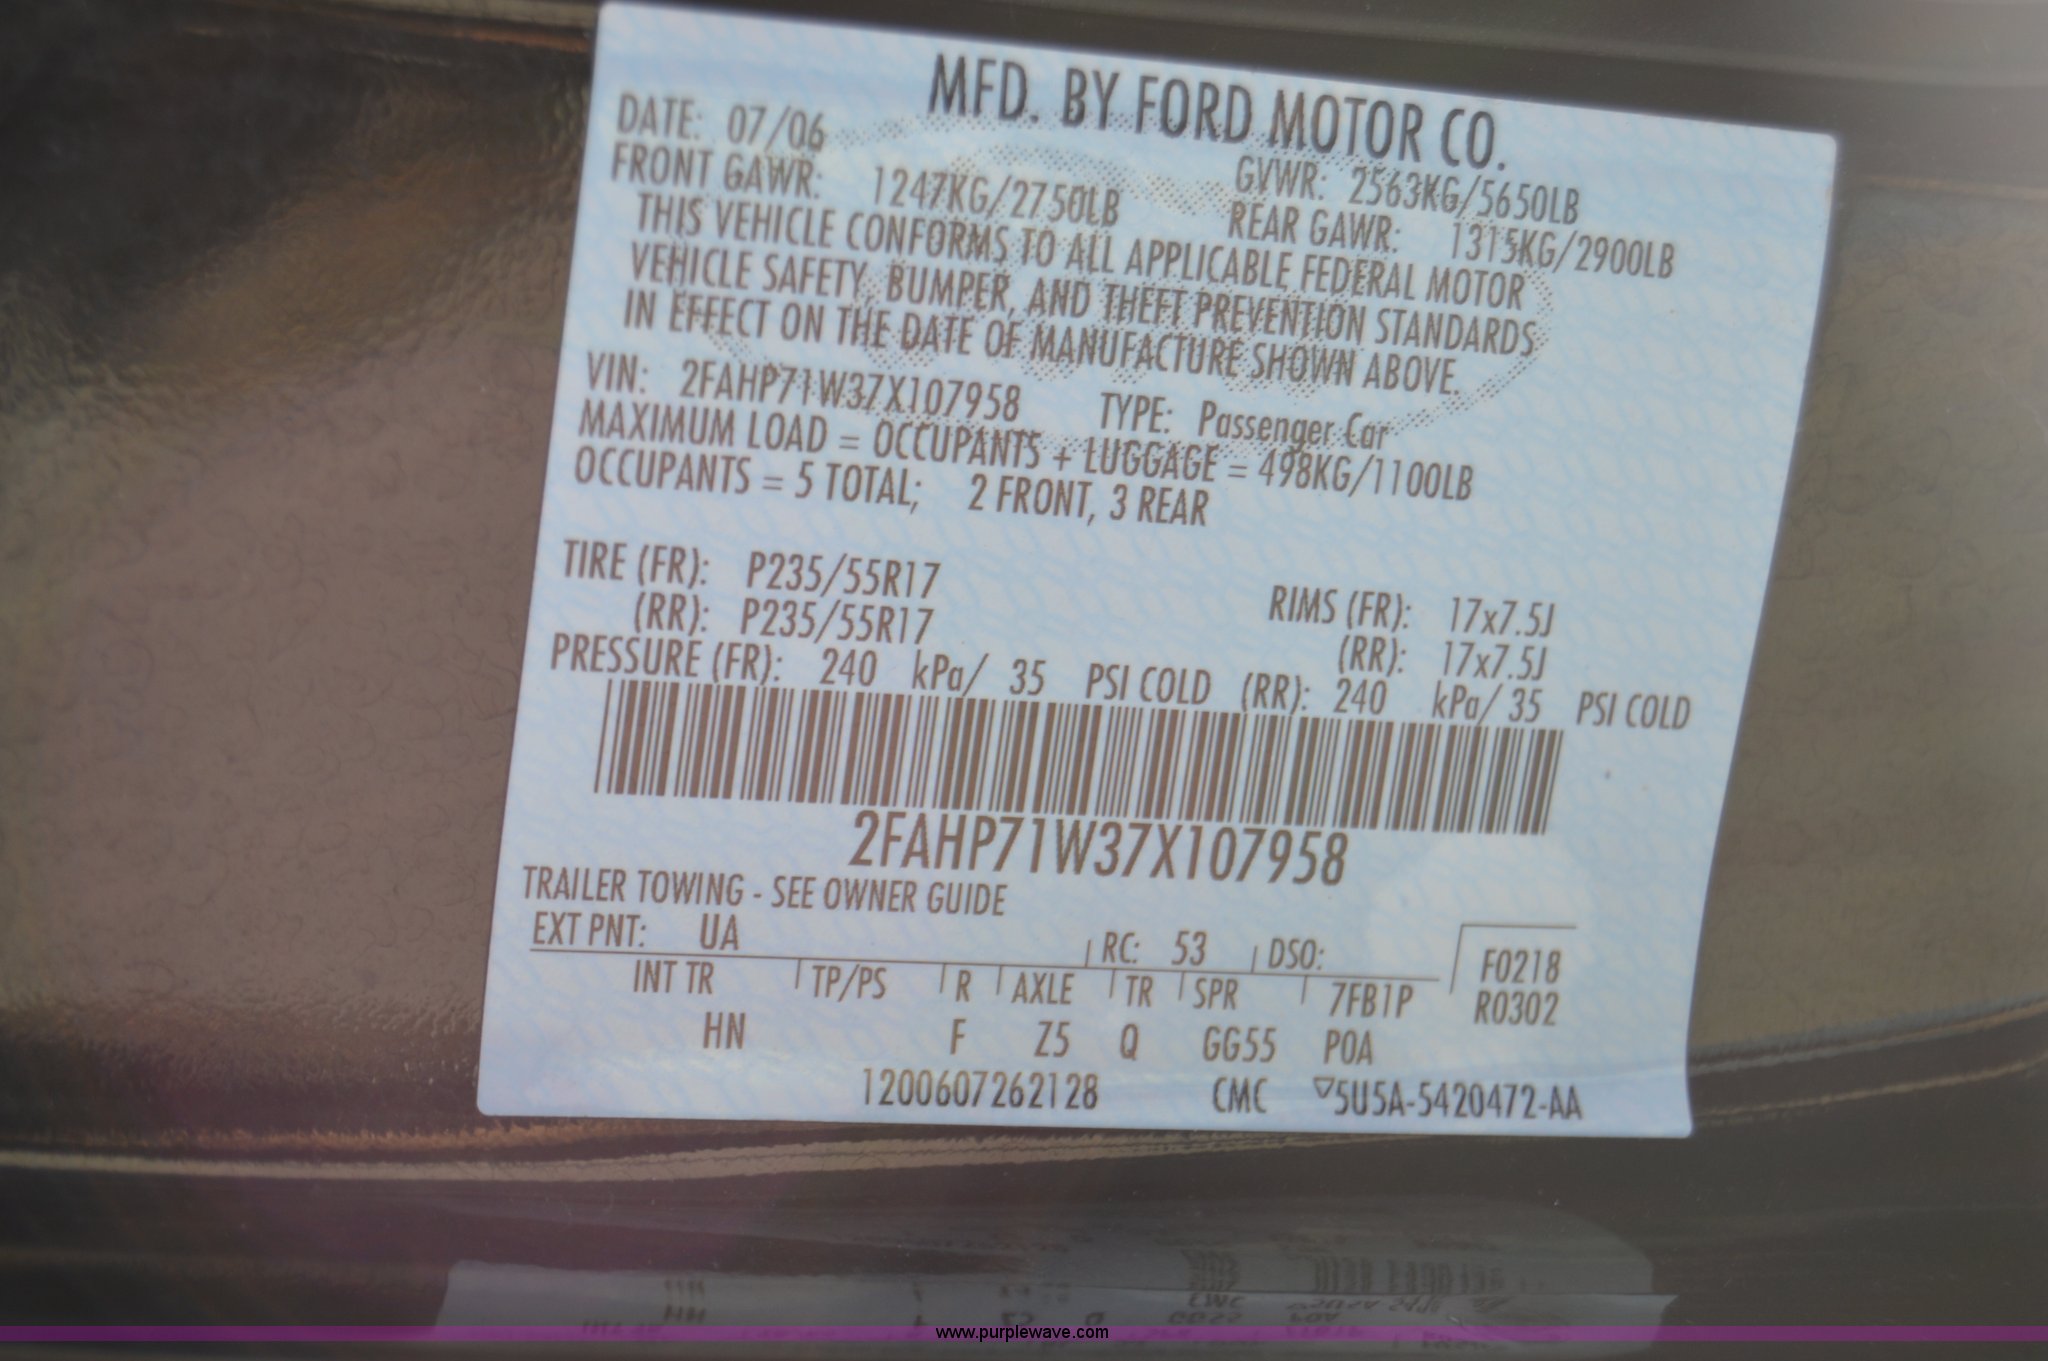 MFD. BY FORD MOTOR CO.
DATE: 07/06
GVWR: 2563KG/5650LB
FRONT GAWR: 1247KG/2750LB
REAR GAWR: 1315KG/2900LB
THIS VEHICLE CONFORMS TO ALL APPLICABLE FEDERAL MOTOR
VEHICLE SAFETY, BUMPER, AND THEFT PREVENTION STANDARDS
IN EFFECT ON THE DATE OF MANUFACTURE SHOWN ABOVE.
VIN: 2FAHP71W37X107958 TYPE: Passenger Car
MAXIMUM LOAD = OCCUPANTS + LUGGAGE = 498KG/1100LB
OCCUPANTS = 5 TOTAL; 2 FRONT, 3 REAR
TIRE (FR): P235/55R17 RIMS (FR): 17x7.5J
(RR): P235/55R17 (RR): 17x7.5J
PRESSURE (FR): 240 kPa/ 35 PSI COLD (RR): 240 kPa/ 35 PSI COLD
2FAHP71W37X107958
TRAILER TOWING - SEE OWNER GUIDE
EXT PNT: UA RC: 53 DSO: F0218
INT TR TP/PS R AXLE TR SPR 7FB1P R0302
HN F Z5 Q GG55 POA
1200607262128 CMC ▽5U5A-5420472-AA
www.purplewave.com